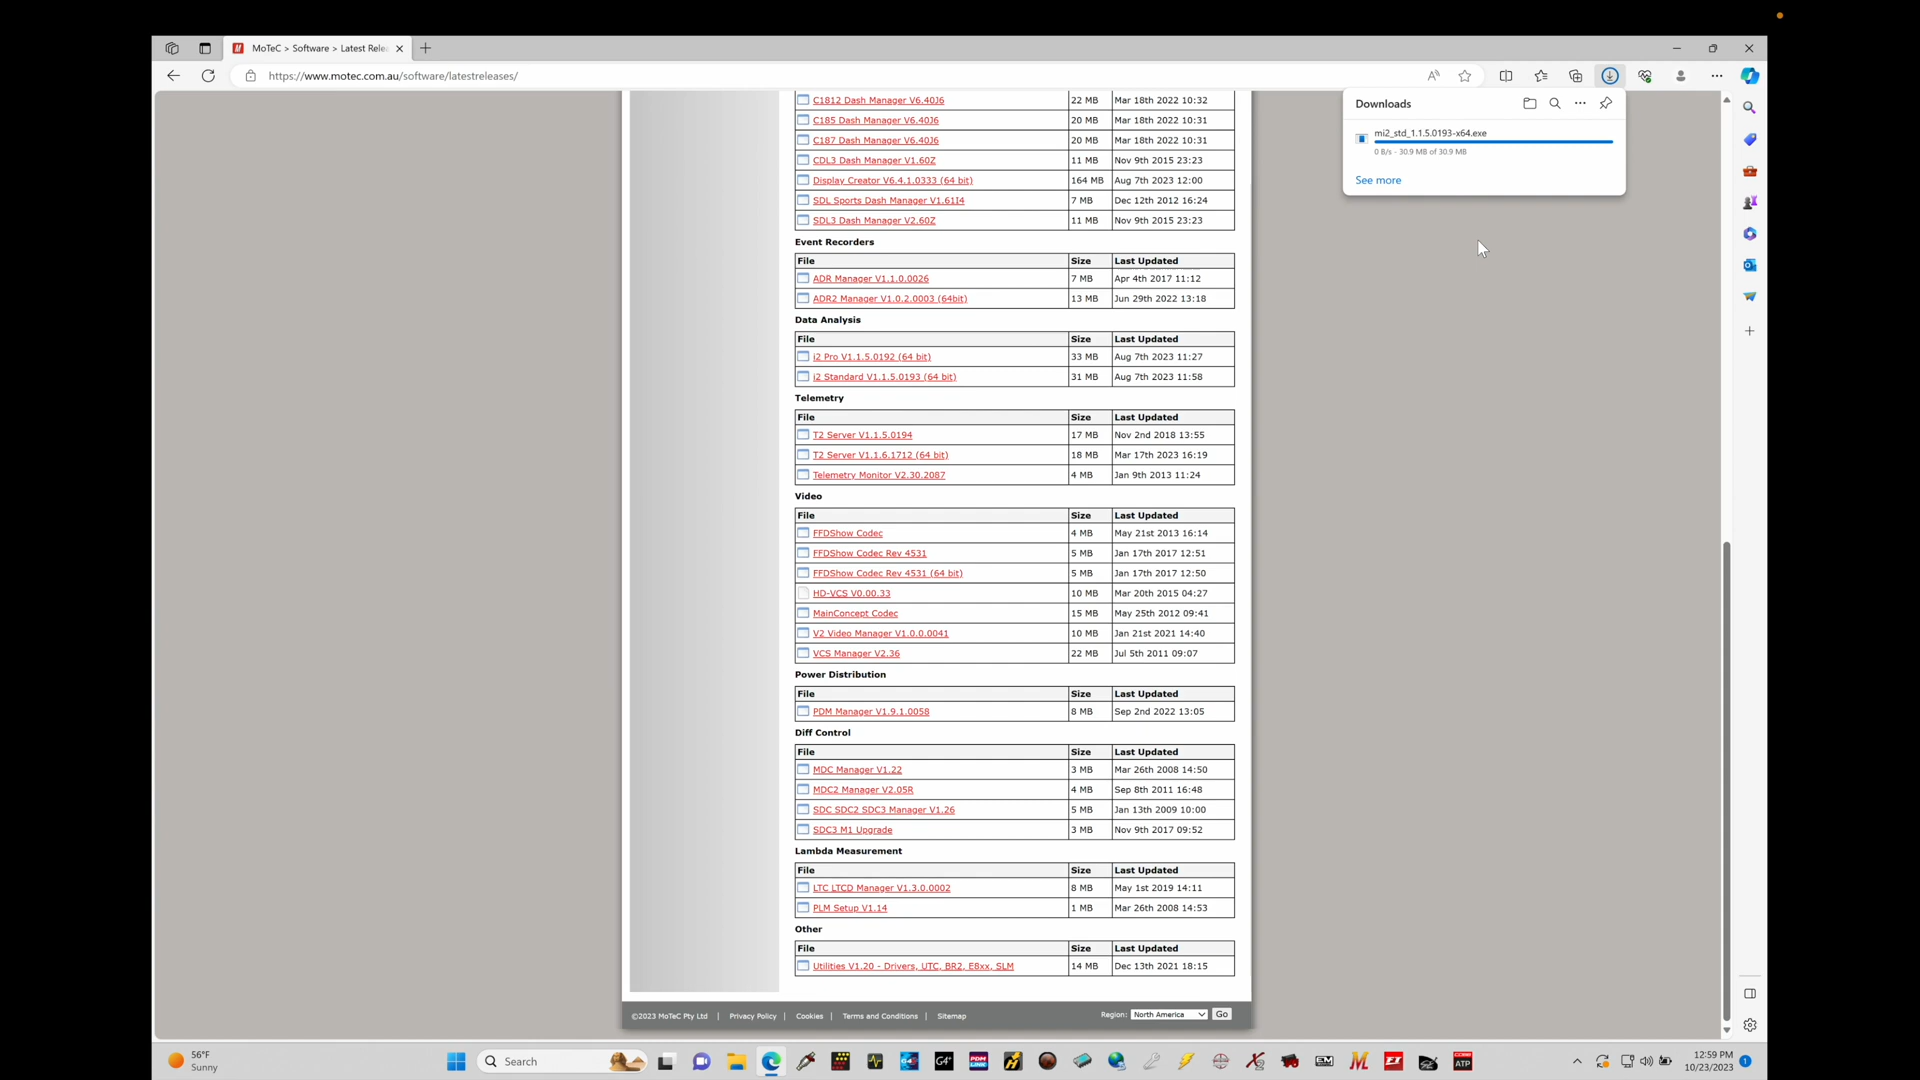 MoTeC > Software > Latest Rele
https://www.motec.com.au/software/latestreleases/
Downloads
mi2_std_1.1.5.0193-x64.exe
0 B/s - 30.9 MB of 30.9 MB
See more
C1812 Dash Manager V6.40J6 22 MB Mar 18th 2022 10:32
C185 Dash Manager V6.40J6 20 MB Mar 18th 2022 10:31
C187 Dash Manager V6.40J6 20 MB Mar 18th 2022 10:31
CDL3 Dash Manager V1.60Z 11 MB Nov 9th 2015 23:23
Display Creator V6.4.1.0333 (64 bit) 164 MB Aug 7th 2023 12:00
SDL Sports Dash Manager V1.61I4 7 MB Dec 12th 2012 16:24
SDL3 Dash Manager V2.60Z 11 MB Nov 9th 2015 23:23
Event Recorders
File Size Last Updated
ADR Manager V1.1.0.0026 7 MB Apr 4th 2017 11:12
ADR2 Manager V1.0.2.0003 (64bit) 13 MB Jun 29th 2022 13:18
Data Analysis
File Size Last Updated
i2 Pro V1.1.5.0192 (64 bit) 33 MB Aug 7th 2023 11:27
i2 Standard V1.1.5.0193 (64 bit) 31 MB Aug 7th 2023 11:58
Telemetry
File Size Last Updated
T2 Server V1.1.5.0194 17 MB Nov 2nd 2018 13:55
T2 Server V1.1.6.1712 (64 bit) 18 MB Mar 17th 2023 16:19
Telemetry Monitor V2.30.2087 4 MB Jan 9th 2013 11:24
Video
File Size Last Updated
FFDShow Codec 4 MB May 21st 2013 16:14
FFDShow Codec Rev 4531 5 MB Jan 17th 2017 12:51
FFDShow Codec Rev 4531 (64 bit) 5 MB Jan 17th 2017 12:50
HD-VCS V0.00.33 10 MB Mar 20th 2015 04:27
MainConcept Codec 15 MB May 25th 2012 09:41
V2 Video Manager V1.0.0.0041 10 MB Jan 21st 2021 14:40
VCS Manager V2.36 22 MB Jul 5th 2011 09:07
Power Distribution
File Size Last Updated
PDM Manager V1.9.1.0058 8 MB Sep 2nd 2022 13:05
Diff Control
File Size Last Updated
MDC Manager V1.22 3 MB Mar 26th 2008 14:50
MDC2 Manager V2.05R 4 MB Sep 8th 2011 16:48
SDC SDC2 SDC3 Manager V1.26 5 MB Jan 13th 2009 10:00
SDC3 M1 Upgrade 3 MB Nov 9th 2017 09:52
Lambda Measurement
File Size Last Updated
LTC LTCD Manager V1.3.0.0002 8 MB May 1st 2019 14:11
PLM Setup V1.14 1 MB Mar 26th 2008 14:53
Other
File Size Last Updated
Utilities V1.20 - Drivers, UTC, BR2, E8xx, SLM 14 MB Dec 13th 2021 18:15
©2023 MoTeC Pty Ltd | Privacy Policy | Cookies | Terms and Conditions | Sitemap Region: North America Go
56°F
Sunny
Search
G4+
PDM
LINK
EM
ATP
12:59 PM
10/23/2023
1